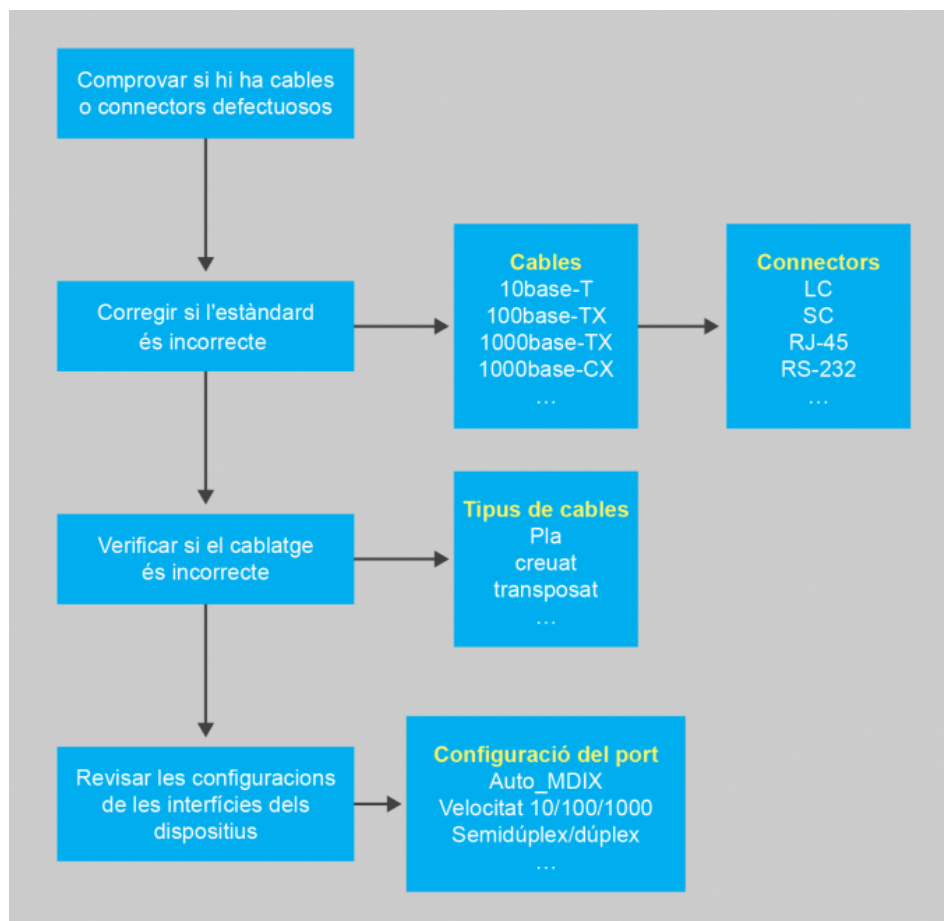 Comprovar si hi ha cables
o connectors defectuosos
Corregir si l'estàndard
és incorrecte
Cables
10base-T
100base-TX
1000base-TX
1000base-CX
...
Connectors
LC
SC
RJ-45
RS-232
...
Verificar si el cablatge
és incorrecte
Tipus de cables
Pla
creuat
transposat
...
Revisar les configuracions
de les interfícies dels
dispositius
Configuració del port
Auto_MDIX
Velocitat 10/100/1000
Semidúplex/dúplex
...